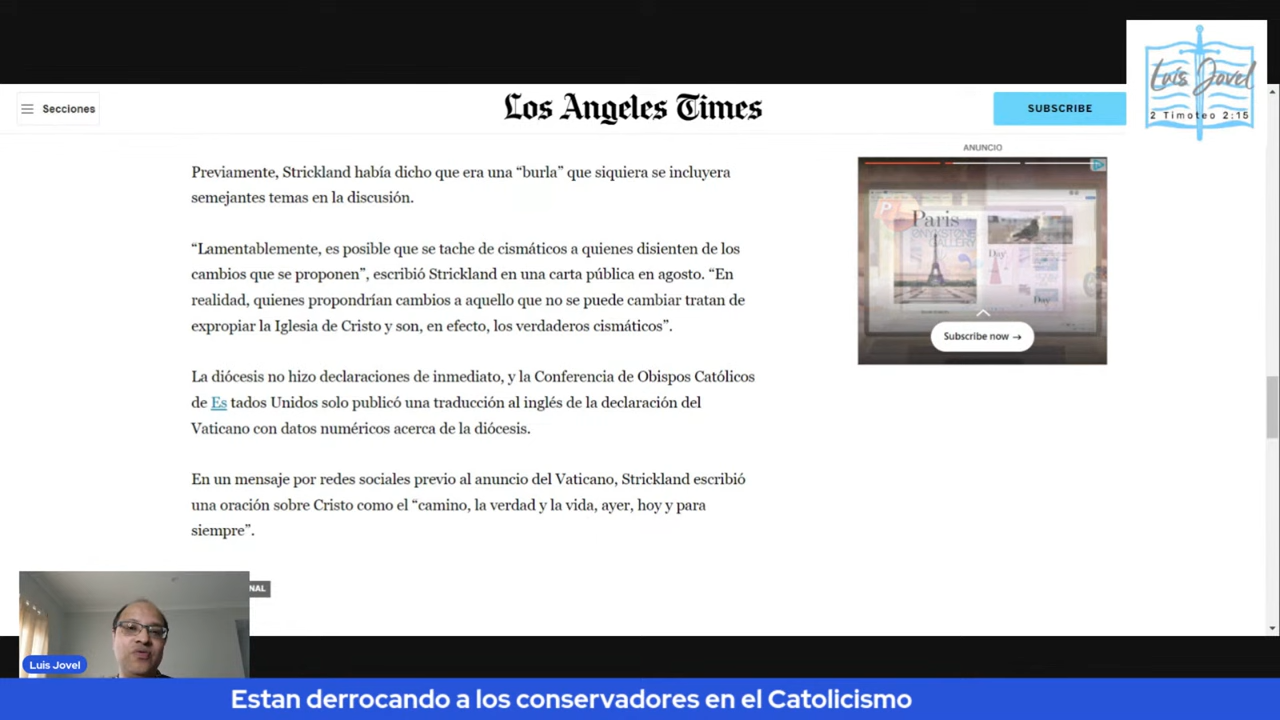 Secciones
Los Angeles Times
SUBSCRIBE
Luis Jovel
2 Timoteo 2:15
ANUNCIO
Previamente, Strickland había dicho que era una “burla” que siquiera se incluyera
semejantes temas en la discusión.
“Lamentablemente, es posible que se tache de cismáticos a quienes disienten de los
cambios que se proponen”, escribió Strickland en una carta pública en agosto. “En
realidad, quienes propondrían cambios a aquello que no se puede cambiar tratan de
expropiar la Iglesia de Cristo y son, en efecto, los verdaderos cismáticos”.
La diócesis no hizo declaraciones de inmediato, y la Conferencia de Obispos Católicos
de Es tados Unidos solo publicó una traducción al inglés de la declaración del
Vaticano con datos numéricos acerca de la diócesis.
En un mensaje por redes sociales previo al anuncio del Vaticano, Strickland escribió
una oración sobre Cristo como el “camino, la verdad y la vida, ayer, hoy y para
siempre”.
Paris
Day
Day
Subscribe now →
NAL
Luis Jovel
Estan derrocando a los conservadores en el Catolicismo